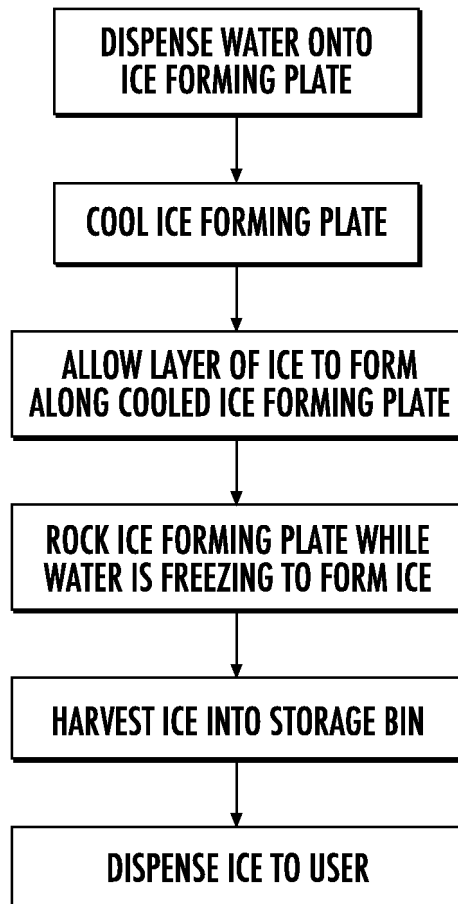 DISPENSE WATER ONTO
ICE FORMING PLATE
COOL ICE FORMING PLATE
ALLOW LAYER OF ICE TO FORM
ALONG COOLED ICE FORMING PLATE
ROCK ICE FORMING PLATE WHILE
WATER IS FREEZING TO FORM ICE
HARVEST ICE INTO STORAGE BIN
DISPENSE ICE TO USER